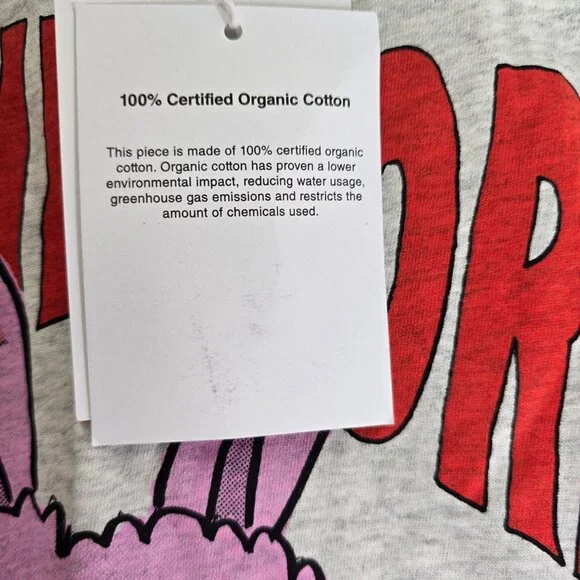 100% Certified Organic Cotton
This piece is made of 100% certified organic
cotton. Organic cotton has proven a lower
environmental impact, reducing water usage,
greenhouse gas emissions and restricts the
amount of chemicals used.
OR